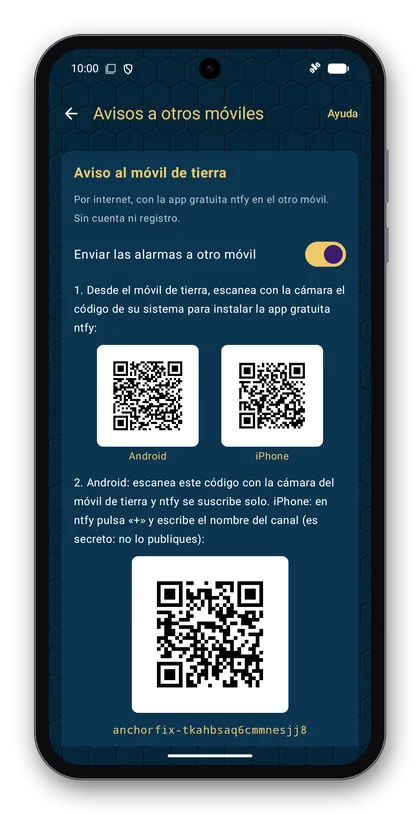 10:00
Avisos a otros móviles
Ayuda
Aviso al móvil de tierra
Por internet, con la app gratuita ntfy en el otro móvil.
Sin cuenta ni registro.
Enviar las alarmas a otro móvil
1. Desde el móvil de tierra, escanea con la cámara el
código de su sistema para instalar la app gratuita
ntfy:
Android
iPhone
2. Android: escanea este código con la cámara del
móvil de tierra y ntfy se suscribe solo. iPhone: en
ntfy pulsa «+» y escribe el nombre del canal (es
secreto: no lo publiques):
anchorfix-tkahbsaq6cmmnesjj8